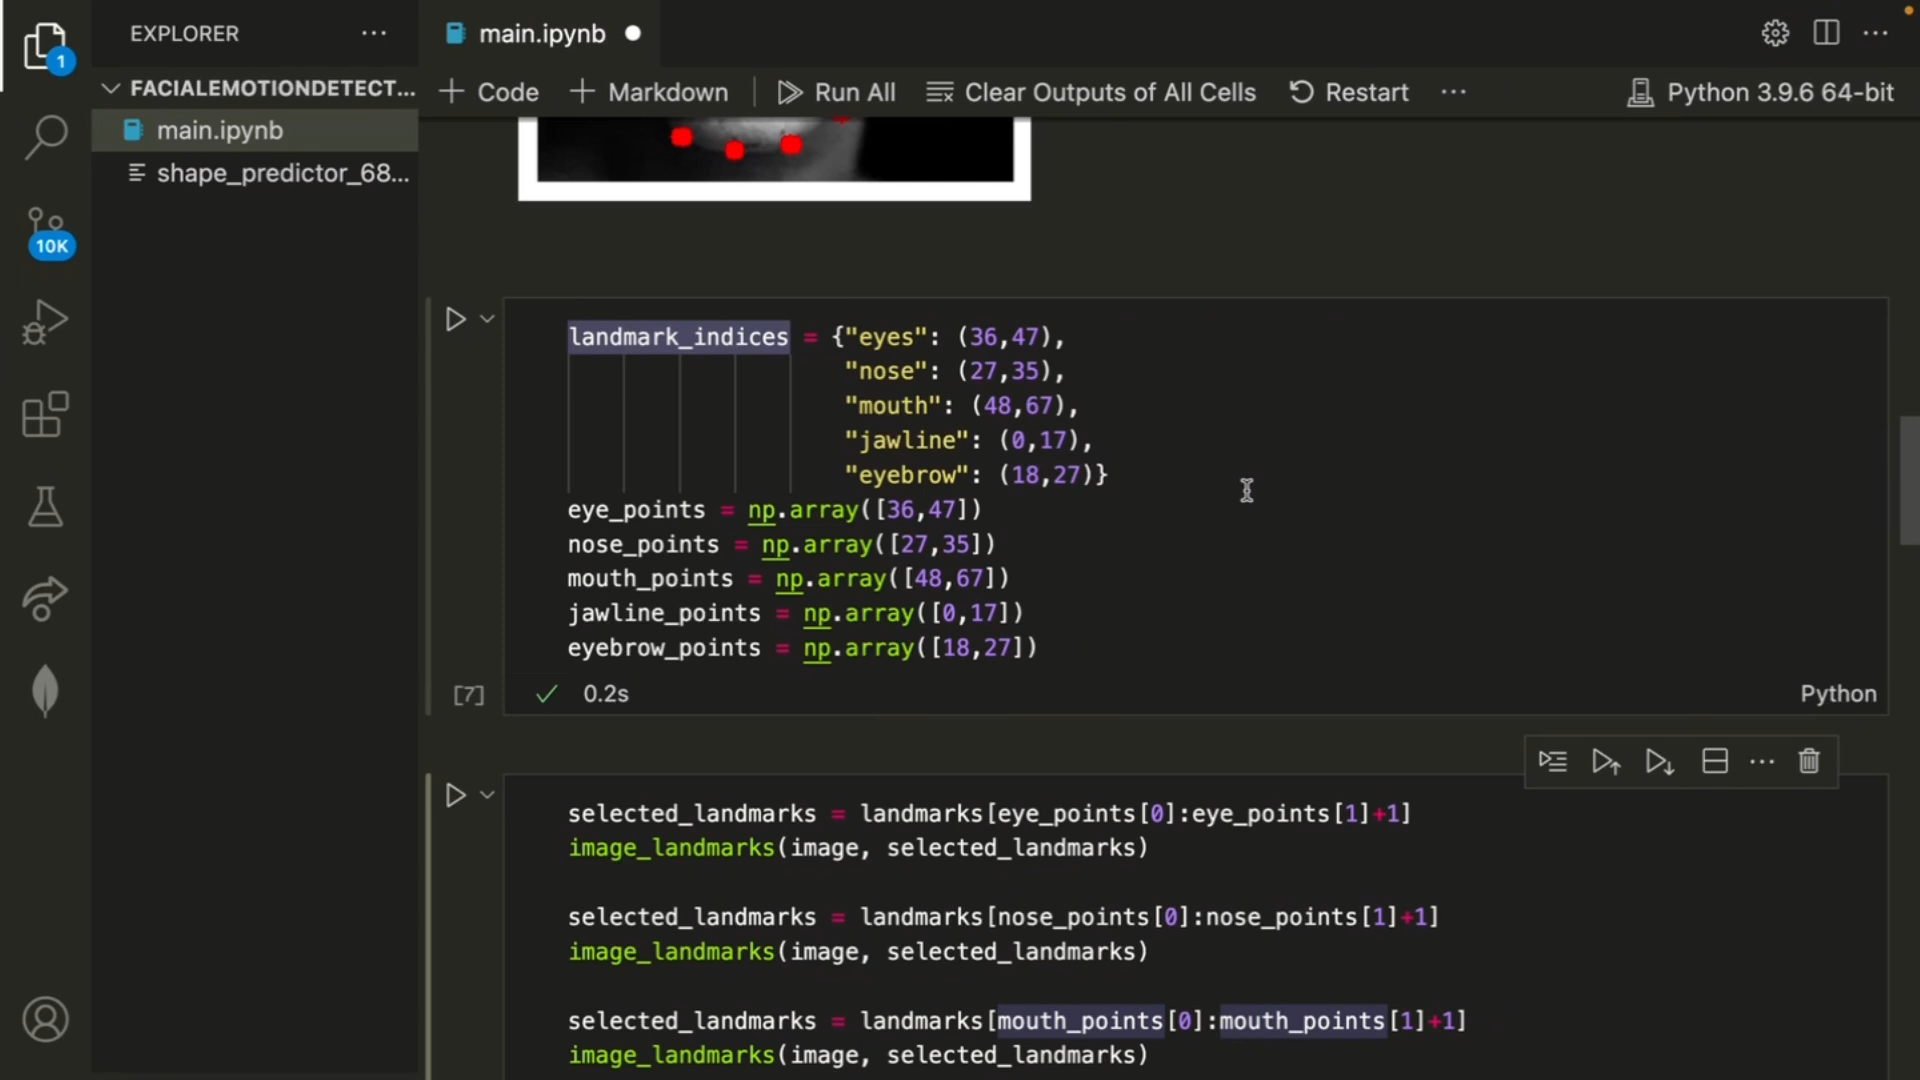 EXPLORER
main.ipynb
1
FACIALEMOTIONDETECT...
main.ipynb
shape_predictor_68...
10K
Code
Markdown
Run All
Clear Outputs of All Cells
Restart
Python 3.9.6 64-bit
landmark_indices = {"eyes": (36,47),
"nose": (27,35),
"mouth": (48,67),
"jawline": (0,17),
"eyebrow": (18,27)}
eye_points = np.array([36,47])
nose_points = np.array([27,35])
mouth_points = np.array([48,67])
jawline_points = np.array([0,17])
eyebrow_points = np.array([18,27])
[7]
0.2s
Python
selected_landmarks = landmarks[eye_points[0]:eye_points[1]+1]
image_landmarks(image, selected_landmarks)
selected_landmarks = landmarks[nose_points[0]:nose_points[1]+1]
image_landmarks(image, selected_landmarks)
selected_landmarks = landmarks[mouth_points[0]:mouth_points[1]+1]
image_landmarks(image, selected_landmarks)